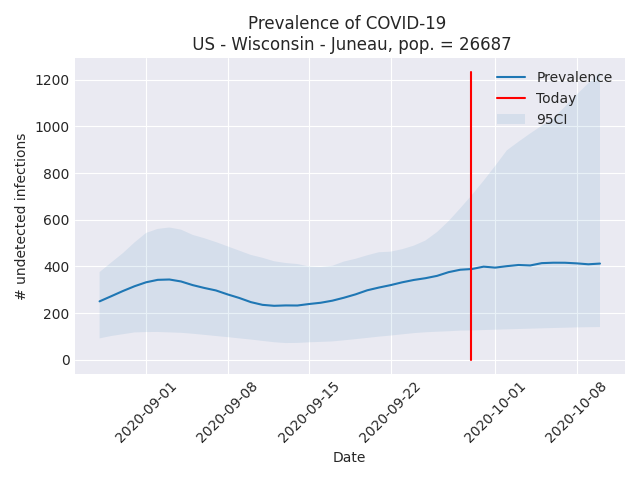 Prevalence of COVID-19
US - Wisconsin - Juneau, pop. = 26687
1200
1000
800
600
400
200
0
# undetected infections
Prevalence
Today
95CI
2020-09-01
2020-09-08
2020-09-15
2020-09-22
2020-10-01
2020-10-08
Date